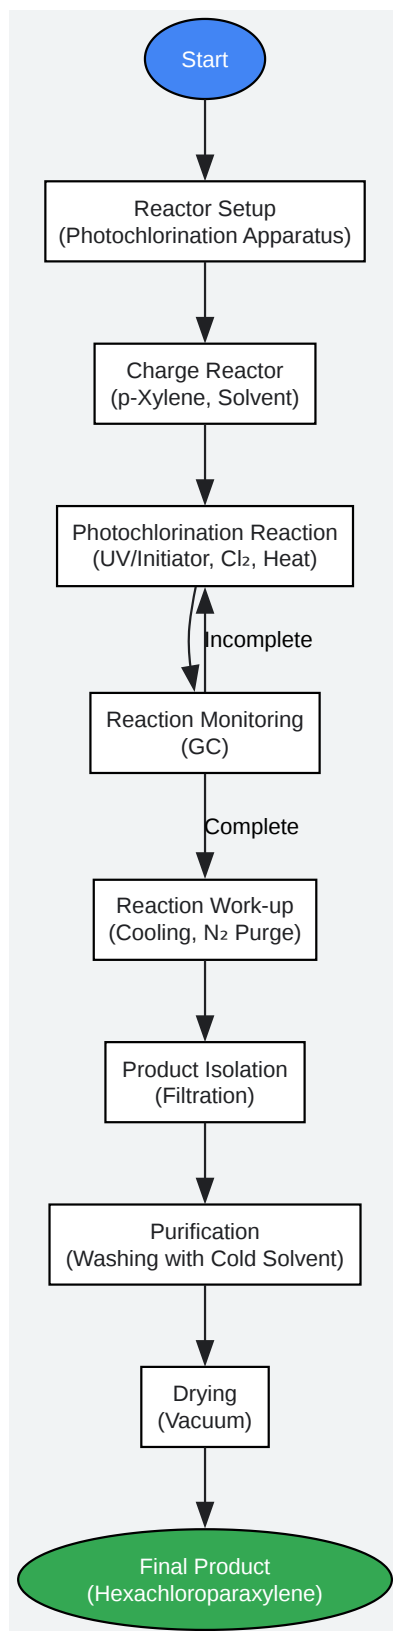 Start
Reactor Setup
(Photochlorination Apparatus)
Charge Reactor
(p-Xylene, Solvent)
Photochlorination Reaction
(UV/Initiator, Cl₂, Heat)
Incomplete
Reaction Monitoring
(GC)
Complete
Reaction Work-up
(Cooling, N₂ Purge)
Product Isolation
(Filtration)
Purification
(Washing with Cold Solvent)
Drying
(Vacuum)
Final Product
(Hexachloroparaxylene)